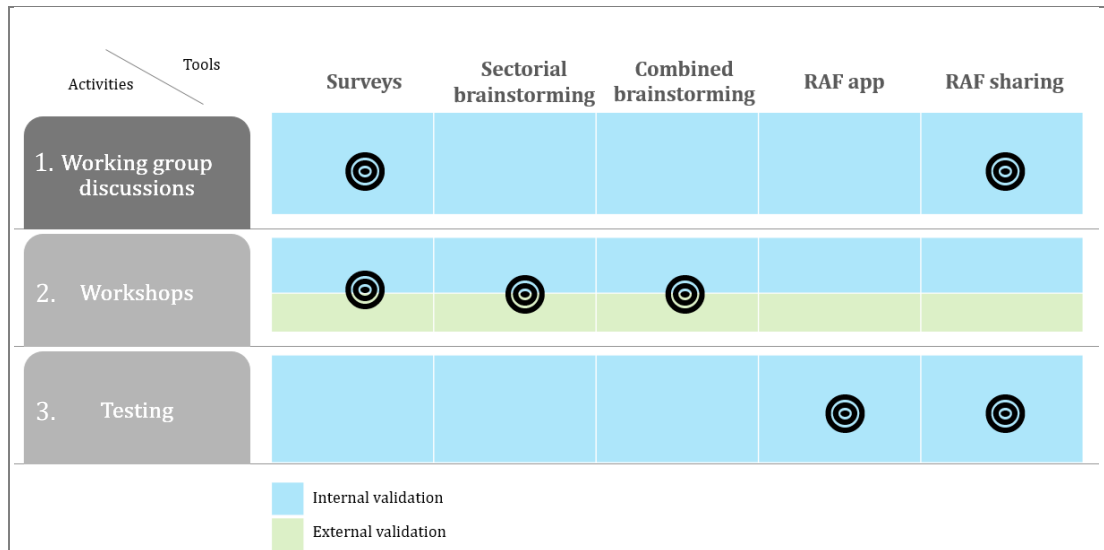 Tools
Activities
Surveys
Sectorial
brainstorming
Combined
brainstorming
RAF app
RAF sharing
1. Working group
discussions
2. Workshops
3. Testing
Internal validation
External validation